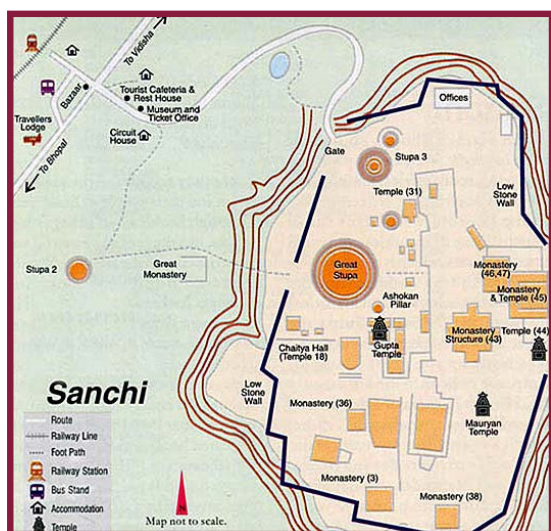 To Vidisha
Bazaar
Tourist Cafeteria &
Rest House
Museum and
Ticket Office
Travellers
Lodge
Circuit
House
To Bhopal
Offices
Gate
Stupa 3
Temple (31)
Low
Stone
Wall
Stupa 2
Great
Monastery
Great
Stupa
Ashokan
Pillar
Monastery
(46,47)
Monastery
& Temple
(45)
Monastery
Structure (43)
Temple (44)
Gupta
Temple
Chaitya Hall
(Temple 18)
Low
Stone
Wall
Monastery (36)
Mauryan
Temple
Monastery (3)
Monastery (38)
Sanchi
Route
Railway Line
Foot Path
Railway Station
Bus Stand
Accomodation
Temple
N
Map not to scale.